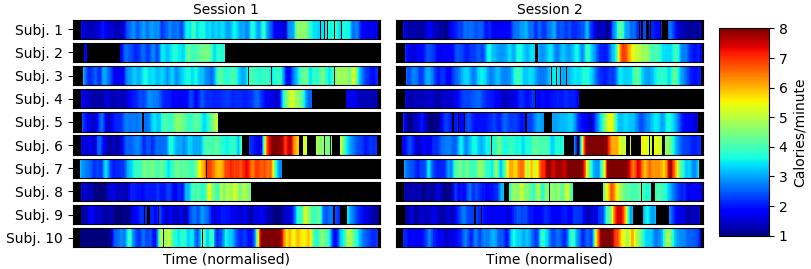 Session 1
Session 2
Subj. 1
Subj. 2
Subj. 3
Subj. 4
Subj. 5
Subj. 6
Subj. 7
Subj. 8
Subj. 9
Subj. 10
Time (normalised)
Time (normalised)
8
7
6
5
4
3
2
1
Calories/minute